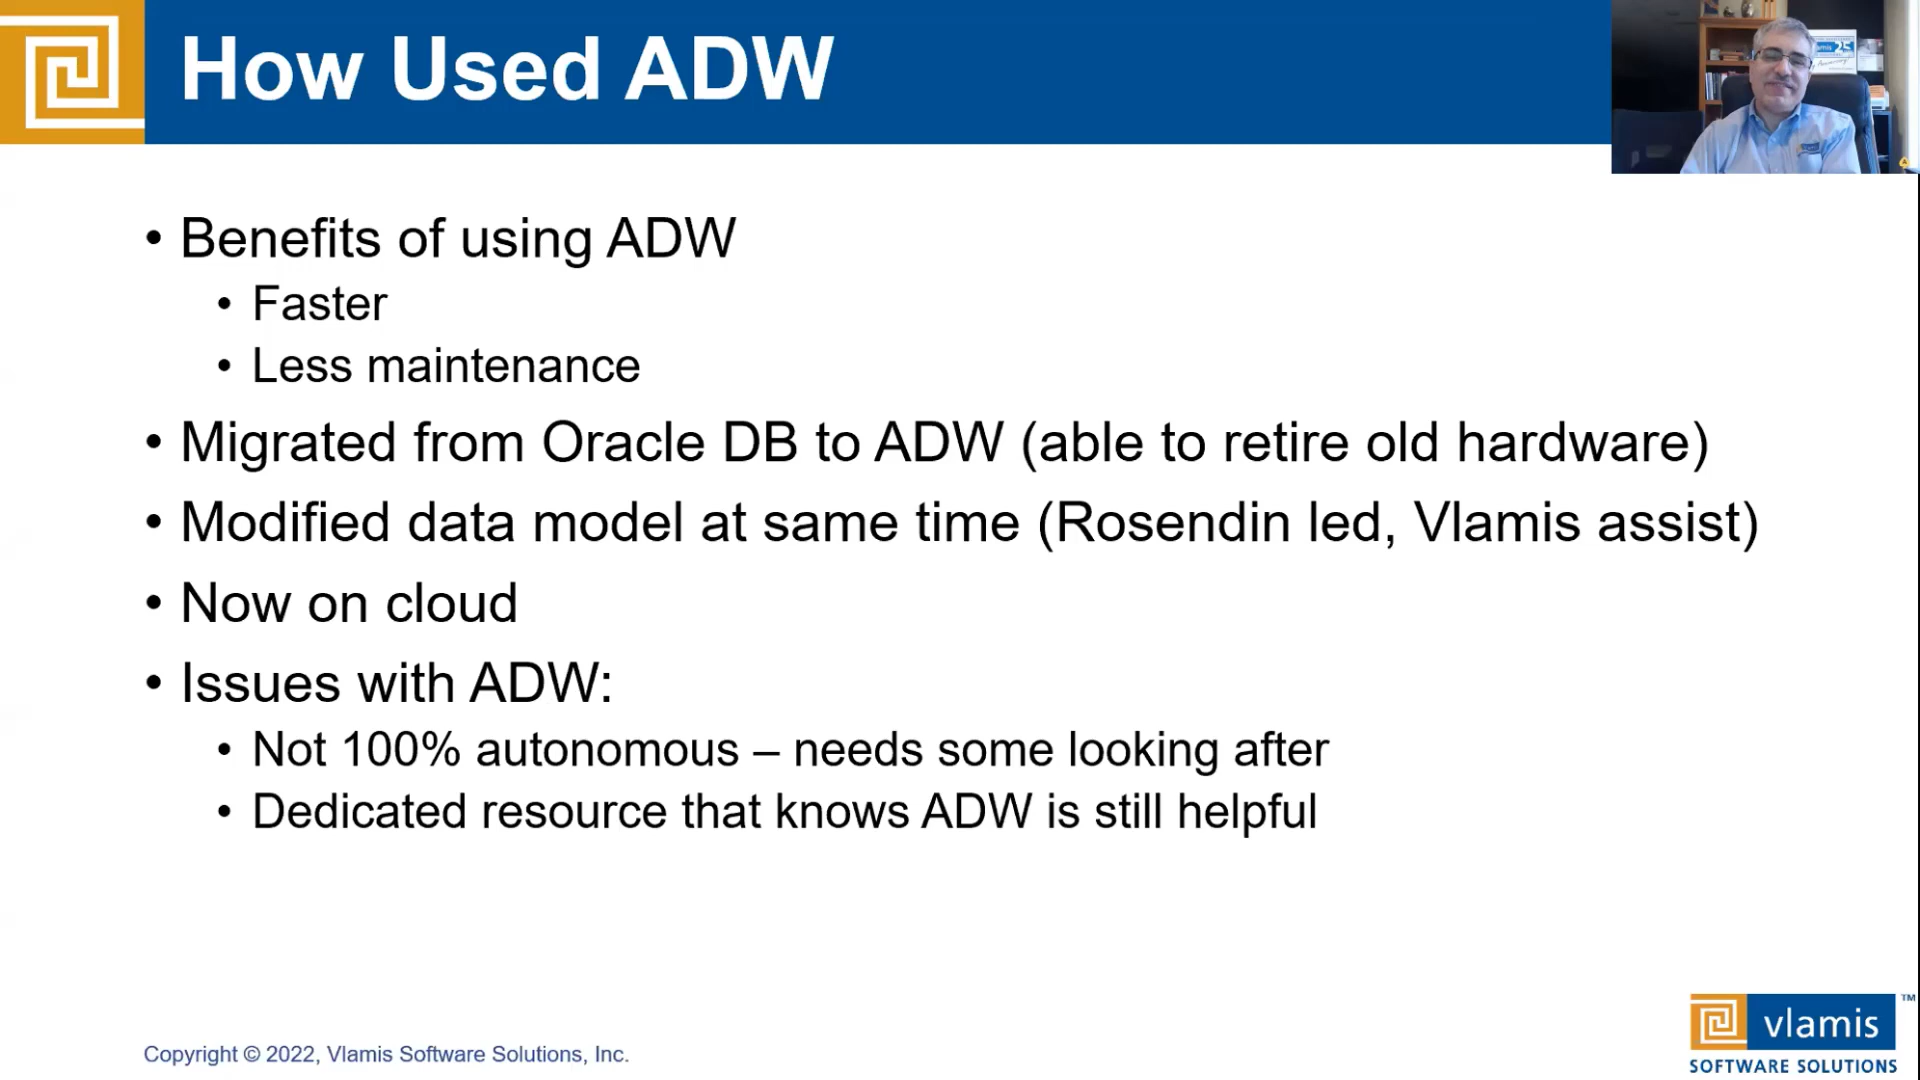 How Used ADW
• Benefits of using ADW
• Faster
• Less maintenance
• Migrated from Oracle DB to ADW (able to retire old hardware)
• Modified data model at same time (Rosendin led, Vlamis assist)
• Now on cloud
• Issues with ADW:
• Not 100% autonomous – needs some looking after
• Dedicated resource that knows ADW is still helpful
Copyright © 2022, Vlamis Software Solutions, Inc.
vlamis ™
SOFTWARE SOLUTIONS
25